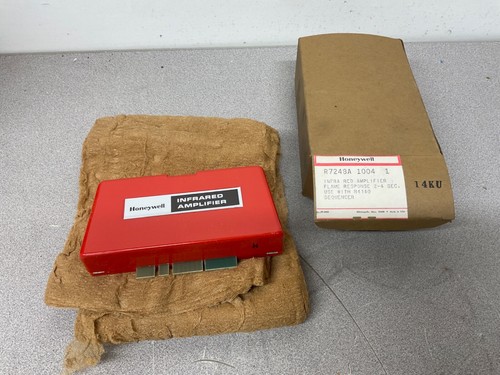 Honeywell
INFRARED
AMPLIFIER
Honeywell
R7248A 1004 1
INFRA RED AMPLIFIER
FLAME RESPONSE 2-4 SEC.
USE WITH R4140
SEQUENCER
14KU